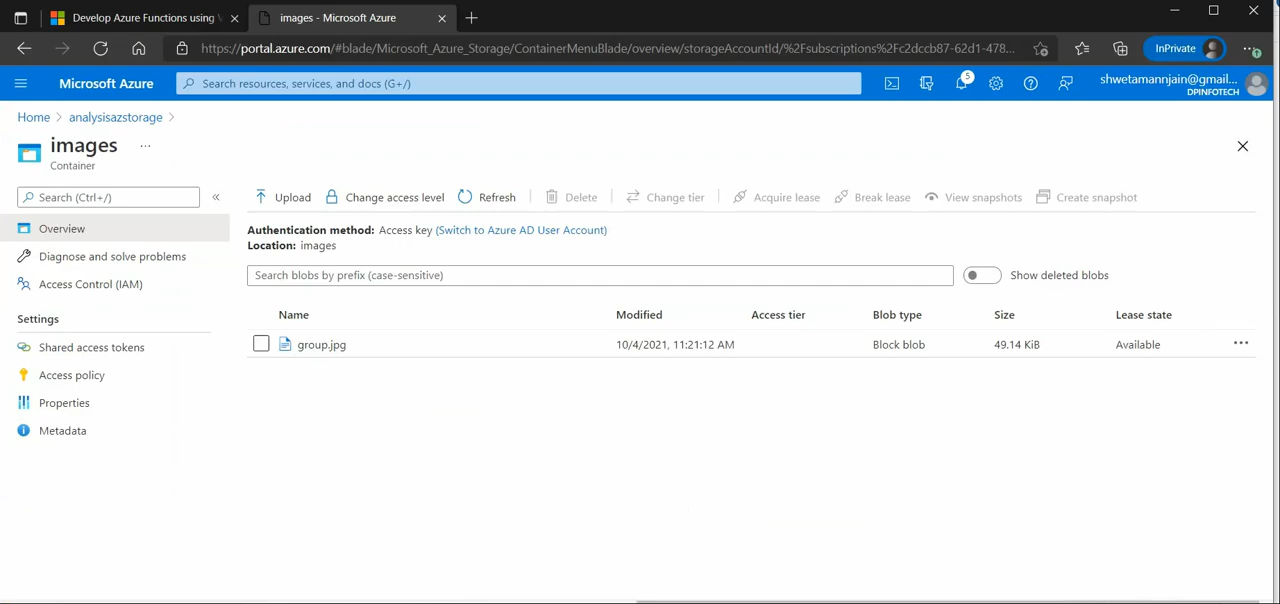 Develop Azure Functions using V
images - Microsoft Azure
https://portal.azure.com/#blade/Microsoft_Azure_Storage/ContainerMenuBlade/overview/storageAccountId/%2Fsubscriptions%2Fc2dccb87-62d1-478...
InPrivate
Microsoft Azure
Search resources, services, and docs (G+/)
5
shwetamannjain@gmail...
DPINFOTECH
Home > analysisazstorage >
images ...
Container
Search (Ctrl+/)
«
Upload
Change access level
Refresh
Delete
Change tier
Acquire lease
Break lease
View snapshots
Create snapshot
Overview
Diagnose and solve problems
Access Control (IAM)
Settings
Shared access tokens
Access policy
Properties
Metadata
Authentication method: Access key (Switch to Azure AD User Account)
Location: images
Search blobs by prefix (case-sensitive)
Show deleted blobs
Name Modified Access tier Blob type Size Lease state
group.jpg 10/4/2021, 11:21:12 AM Block blob 49.14 KiB Available ...